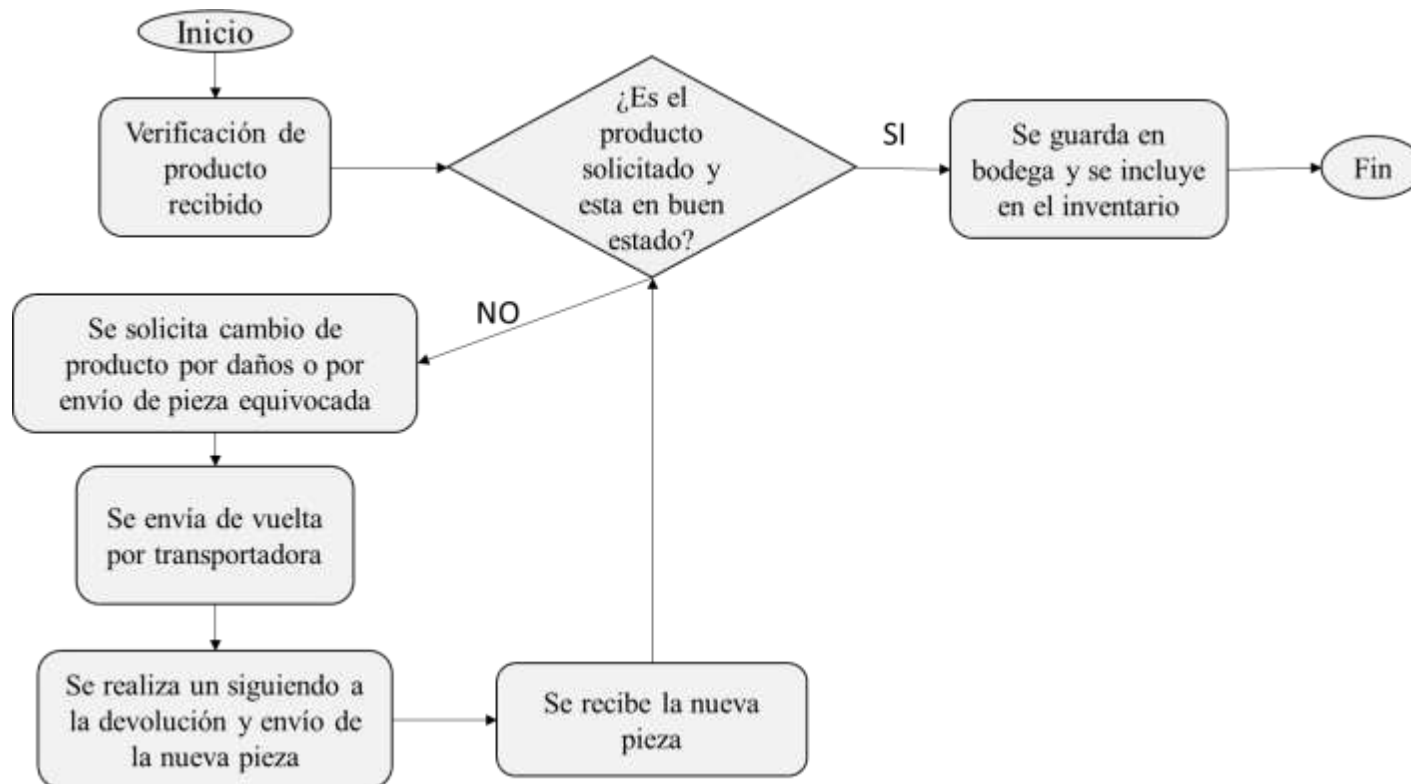 Inicio
Verificación de
producto
recibido
¿Es el
producto
solicitado y
esta en buen
estado?
SI
Se guarda en
bodega y se incluye
en el inventario
Fin
NO
Se solicita cambio de
producto por daños o por
envío de pieza equivocada
Se envía de vuelta
por transportadora
Se realiza un siguiendo a
la devolución y envío de
la nueva pieza
Se recibe la nueva
pieza